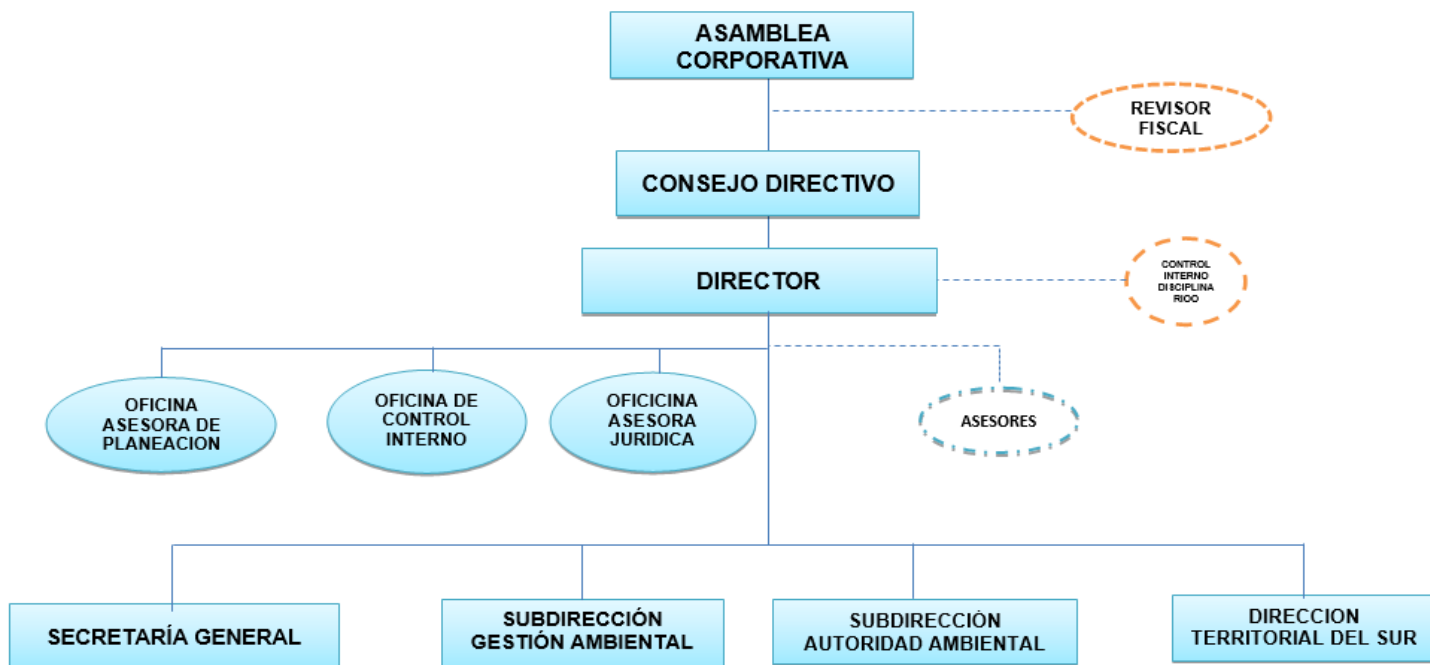 ASAMBLEA
CORPORATIVA
REVISOR
FISCAL
CONSEJO DIRECTIVO
DIRECTOR
CONTROL
INTERNO
DISCIPLINA
RIOO
OFICINA
ASESORA DE
PLANEACION
OFICINA DE
CONTROL
INTERNO
OFICICINA
ASESORA
JURIDICA
ASESORES
SECRETARÍA GENERAL
SUBDIRECCIÓN
GESTIÓN AMBIENTAL
SUBDIRECCIÓN
AUTORIDAD AMBIENTAL
DIRECCION
TERRITORIAL DEL SUR